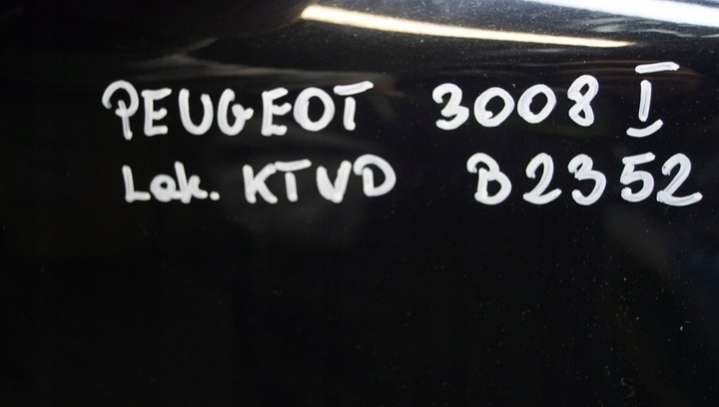 PEUGEOT 3008 I
Lak. KTVD B2352